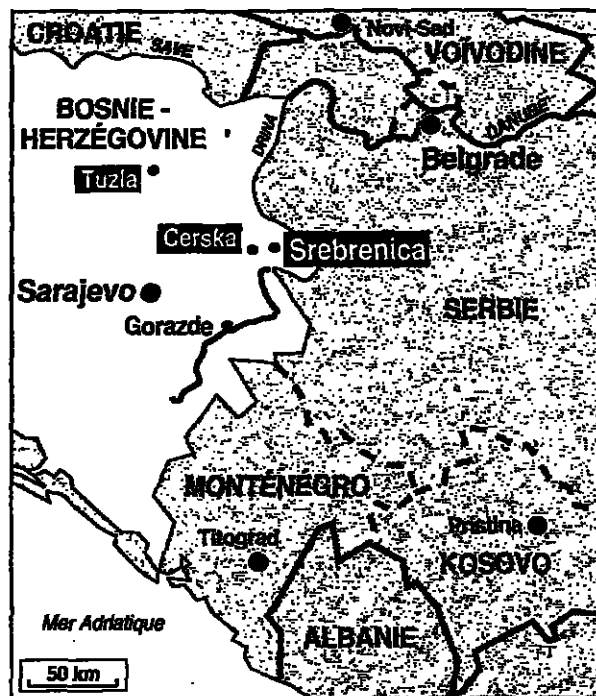 CROATIE
SAVE
Novi-Sad
VOÏVODINE
BOSNIE -
HERZÉGOVINE
DRINA
DANUBE
Belgrade
Tuzla
Cerska
Srebrenica
Sarajevo
SERBIE
Gorazde
MONTÉNÉGRO
Titograd
Pristina
KOSOVO
Mer Adriatique
ALBANIE
50 km